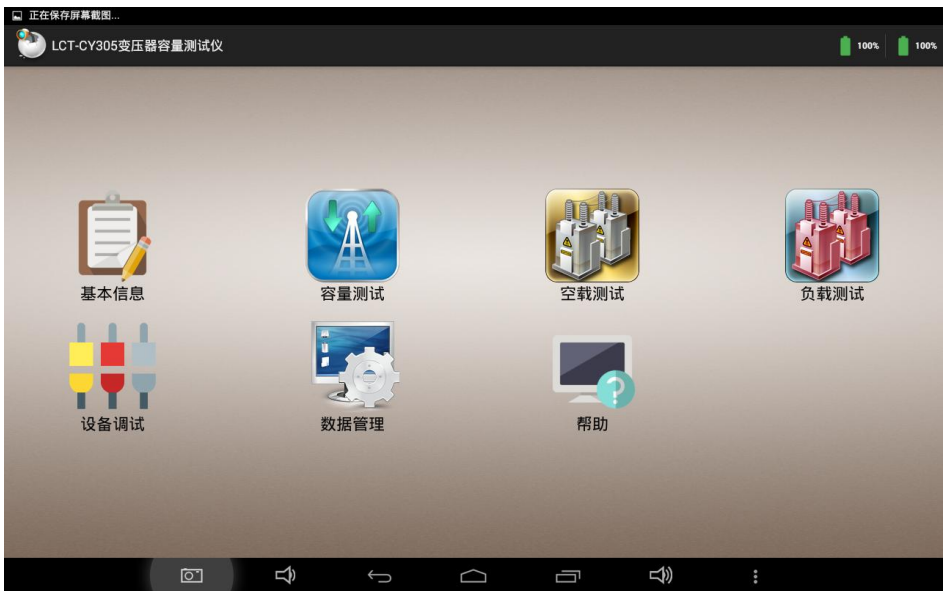 正在保存屏幕截图...
LCT-CY305变压器容量测试仪
100% 100%
基本信息 容量测试 空载测试 负载测试
设备调试 数据管理 帮助